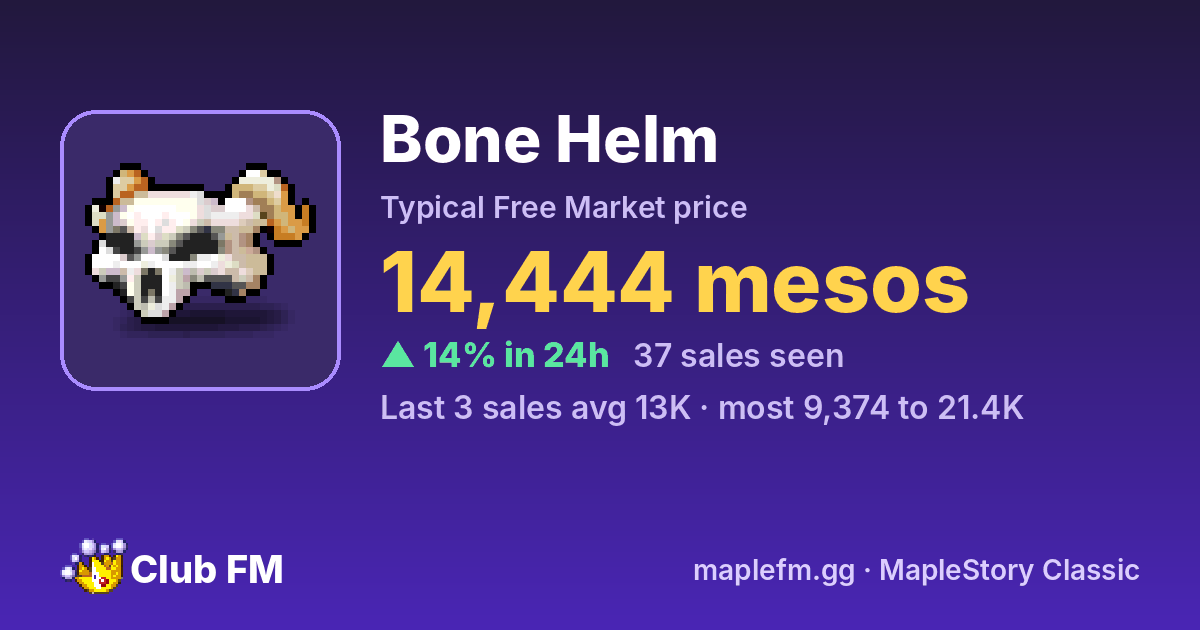 Bone Helm
Typical Free Market price
14,444 mesos
▲ 14% in 24h 37 sales seen
Last 3 sales avg 13K · most 9,374 to 21.4K
Club FM
maplefm.gg · MapleStory Classic